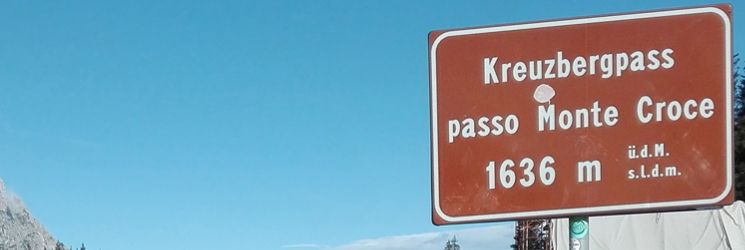 Kreuzbergpass
passo Monte Croce
1636 m ü.d.M.
s.l.d.m.